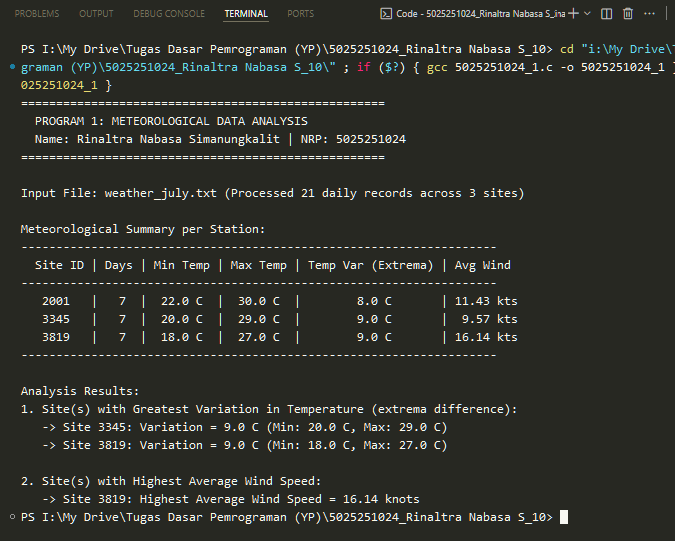 PROBLEMS OUTPUT DEBUG CONSOLE TERMINAL PORTS Code - 5025251024_Rinaltra Nabasa S_ina
PS I:\My Drive\Tugas Dasar Pemrograman (YP)\5025251024_Rinaltra Nabasa S_10> cd "i:\My Drive\
graman (YP)\5025251024_Rinaltra Nabasa S_10\" ; if ($?) { gcc 5025251024_1.c -o 5025251024_1 }
025251024_1 }
====================================================
PROGRAM 1: METEOROLOGICAL DATA ANALYSIS
Name: Rinaltra Nabasa Simanungkalit | NRP: 5025251024
====================================================
Input File: weather_july.txt (Processed 21 daily records across 3 sites)
Meteorological Summary per Station:
--------------------------------------------------------------------
Site ID | Days | Min Temp | Max Temp | Temp Var (Extrema) | Avg Wind
--------------------------------------------------------------------
2001 | 7 | 22.0 C | 30.0 C | 8.0 C | 11.43 kts
3345 | 7 | 20.0 C | 29.0 C | 9.0 C | 9.57 kts
3819 | 7 | 18.0 C | 27.0 C | 9.0 C | 16.14 kts
--------------------------------------------------------------------
Analysis Results:
1. Site(s) with Greatest Variation in Temperature (extrema difference):
-> Site 3345: Variation = 9.0 C (Min: 20.0 C, Max: 29.0 C)
-> Site 3819: Variation = 9.0 C (Min: 18.0 C, Max: 27.0 C)
2. Site(s) with Highest Average Wind Speed:
-> Site 3819: Highest Average Wind Speed = 16.14 knots
PS I:\My Drive\Tugas Dasar Pemrograman (YP)\5025251024_Rinaltra Nabasa S_10>